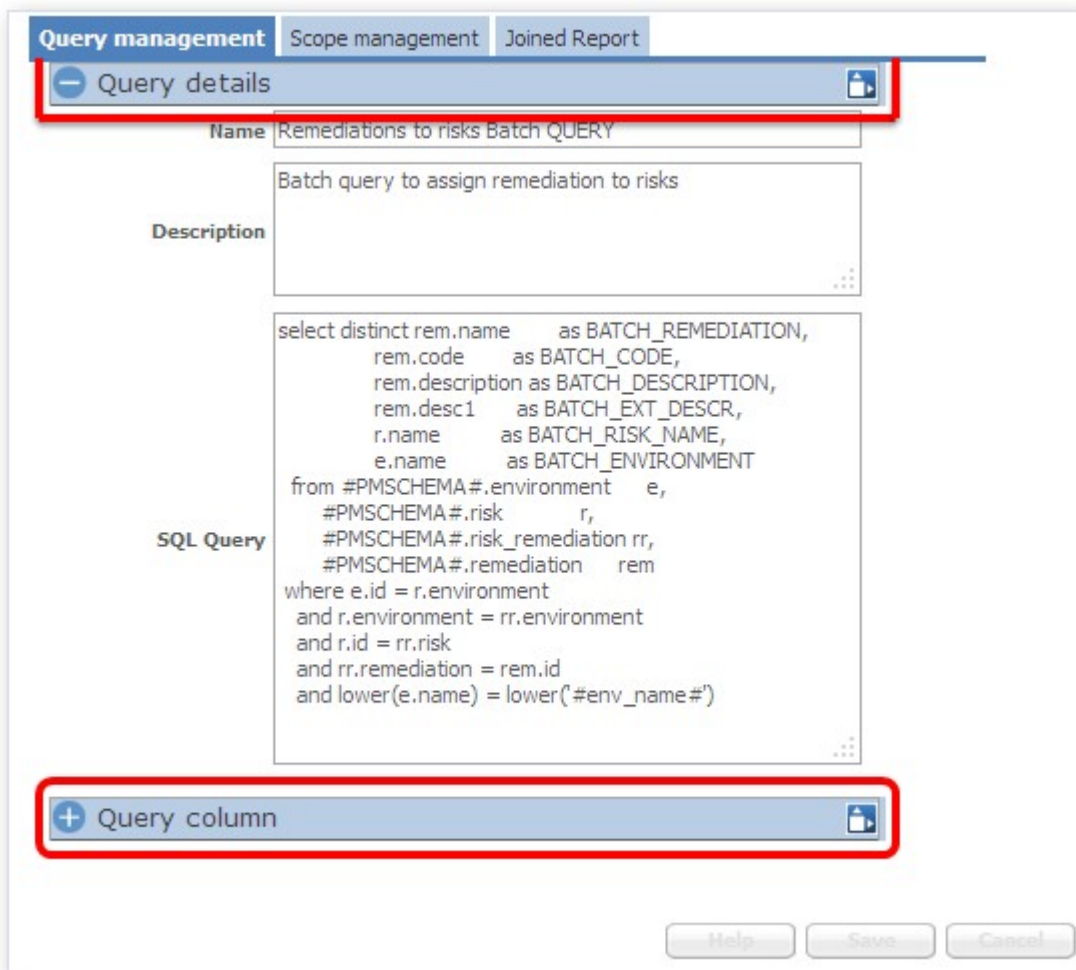 Query management Scope management Joined Report
Query details
Name Remediations to risks Batch QUERY
Description Batch query to assign remediation to risks
SQL Query
select distinct rem.name as BATCH_REMEDIATION,
rem.code as BATCH_CODE,
rem.description as BATCH_DESCRIPTION,
rem.desc1 as BATCH_EXT_DESCR,
r.name as BATCH_RISK_NAME,
e.name as BATCH_ENVIRONMENT
from #PMSCHEMA#.environment e,
#PMSCHEMA#.risk r,
#PMSCHEMA#.risk_remediation rr,
#PMSCHEMA#.remediation rem
where e.id = r.environment
and r.environment = rr.environment
and r.id = rr.risk
and rr.remediation = rem.id
and lower(e.name) = lower('#env_name#')
Query column
Help Save Cancel